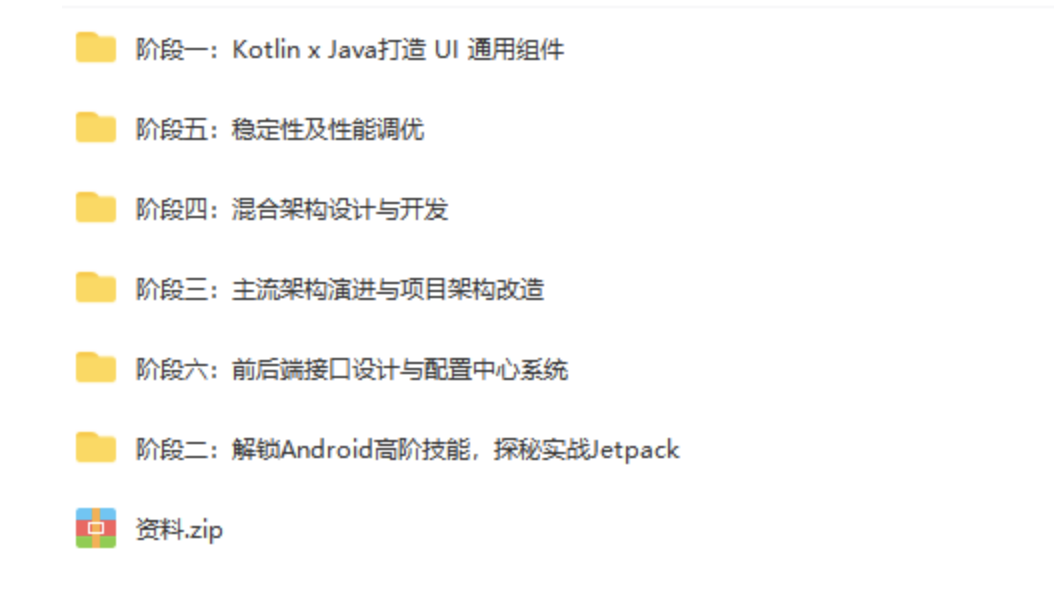 阶段一：Kotlin x Java打造 UI 通用组件
阶段五：稳定性及性能调优
阶段四：混合架构设计与开发
阶段三：主流架构演进与项目架构改造
阶段六：前后端接口设计与配置中心系统
阶段二：解锁Android高阶技能，探秘实战Jetpack
资料.zip